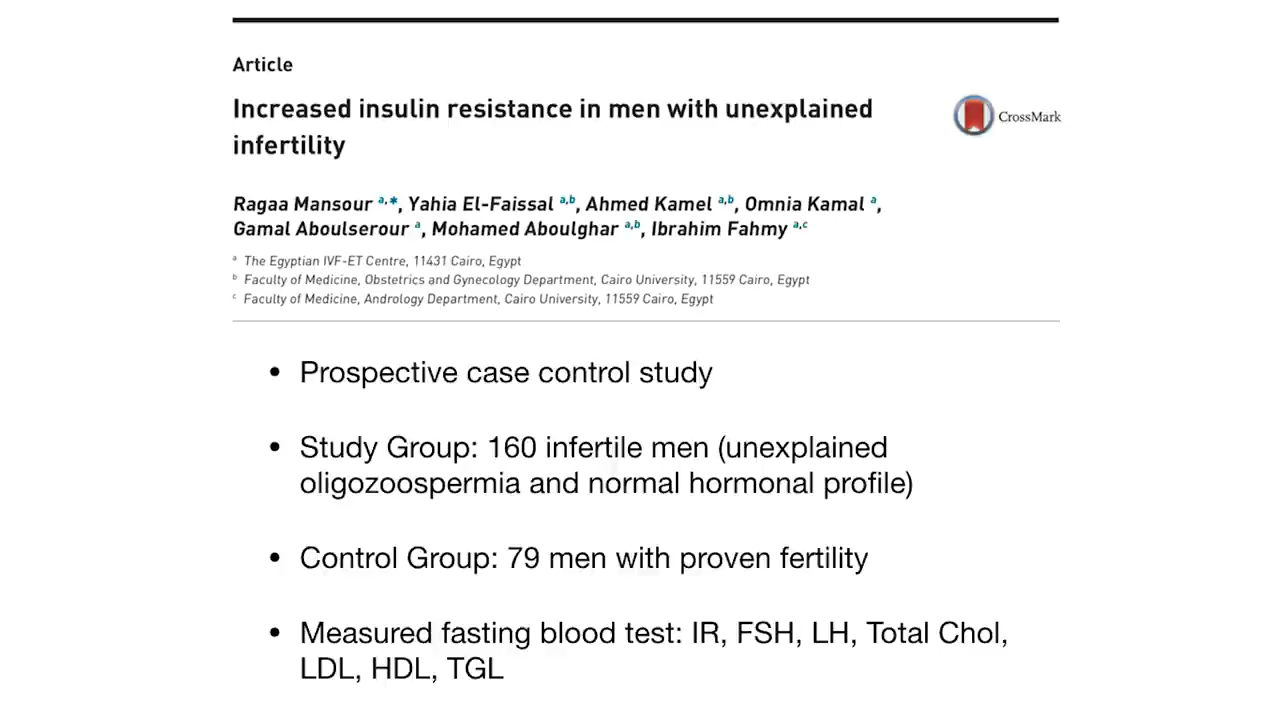 Article
Increased insulin resistance in men with unexplained
infertility
CrossMark
Ragaa Mansour a,*, Yahia El-Faissal a,b, Ahmed Kamel a,b, Omnia Kamal a,
Gamal Aboulserour a, Mohamed Aboulghar a,b, Ibrahim Fahmy a,c
a The Egyptian IVF-ET Centre, 11431 Cairo, Egypt
b Faculty of Medicine, Obstetrics and Gynecology Department, Cairo University, 11559 Cairo, Egypt
c Faculty of Medicine, Andrology Department, Cairo University, 11559 Cairo, Egypt
• Prospective case control study
• Study Group: 160 infertile men (unexplained
oligozoospermia and normal hormonal profile)
• Control Group: 79 men with proven fertility
• Measured fasting blood test: IR, FSH, LH, Total Chol,
LDL, HDL, TGL